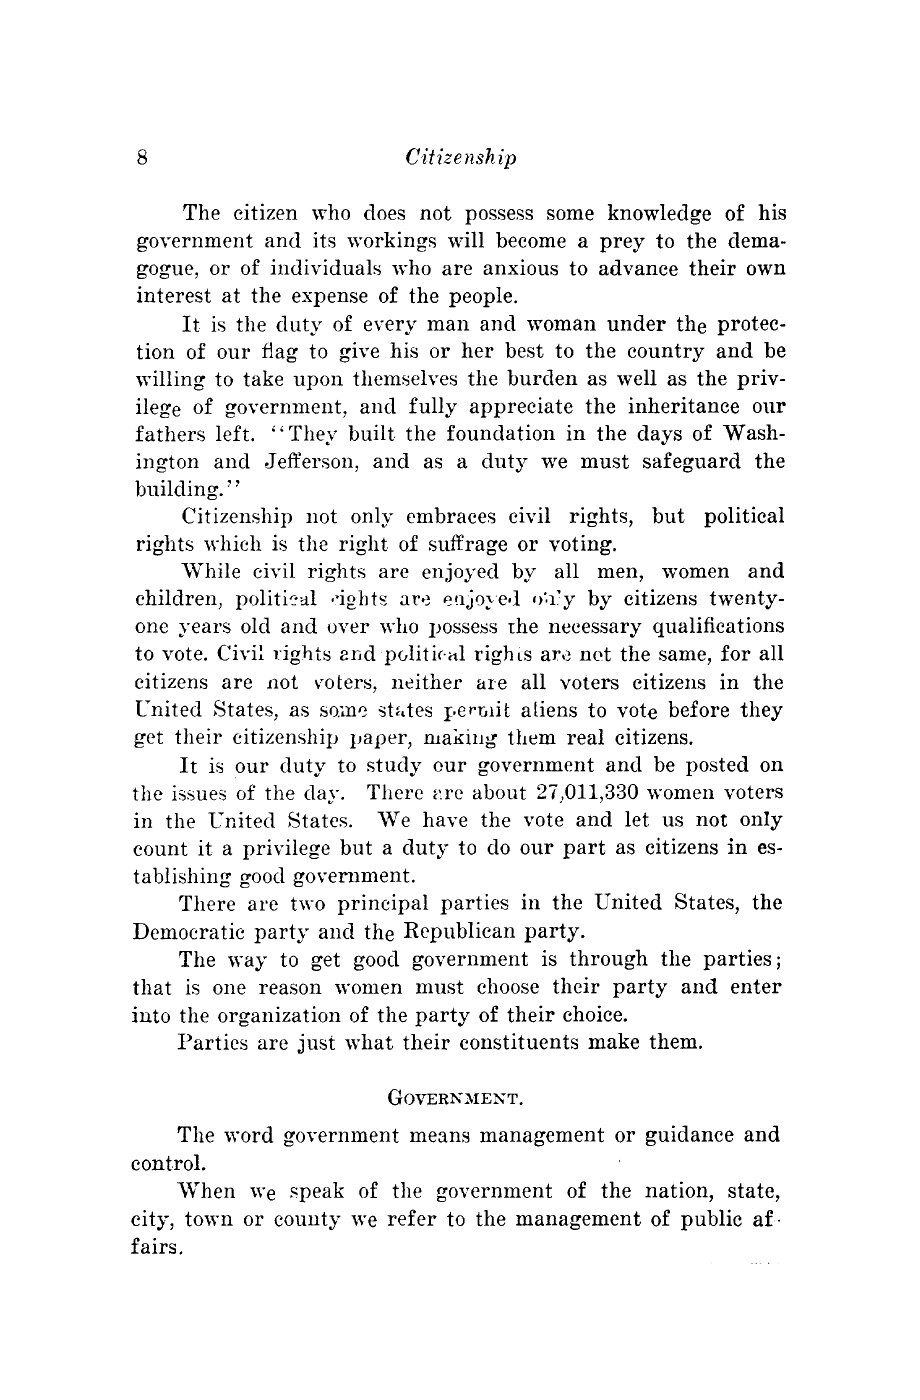 8 Citizenship
The citizen who does not possess some knowledge of his
government and its workings will become a prey to the dema-
gogue, or of individuals who are anxious to advance their own
interest at the expense of the people.
It is the duty of every man and woman under the protec-
tion of our flag to give his or her best to the country and be
willing to take upon themselves the burden as well as the priv-
ilege of government, and fully appreciate the inheritance our
fathers left. "They built the foundation in the days of Wash-
ington and Jefferson, and as a duty we must safeguard the
building."
Citizenship not only embraces civil rights, but political
rights which is the right of suffrage or voting.
While civil rights are enjoyed by all men, women and
children, political rights are enjoyed only by citizens twenty-
one years old and over who possess the necessary qualifications
to vote. Civil rights and political rights are not the same, for all
citizens are not voters, neither are all voters citizens in the
United States, as some states permit aliens to vote before they
get their citizenship paper, making them real citizens.
It is our duty to study our government and be posted on
the issues of the day. There are about 27,011,330 women voters
in the United States. We have the vote and let us not only
count it a privilege but a duty to do our part as citizens in es-
tablishing good government.
There are two principal parties in the United States, the
Democratic party and the Republican party.
The way to get good government is through the parties;
that is one reason women must choose their party and enter
into the organization of the party of their choice.
Parties are just what their constituents make them.
GOVERNMENT.
The word government means management or guidance and
control.
When we speak of the government of the nation, state,
city, town or county we refer to the management of public af-
fairs.